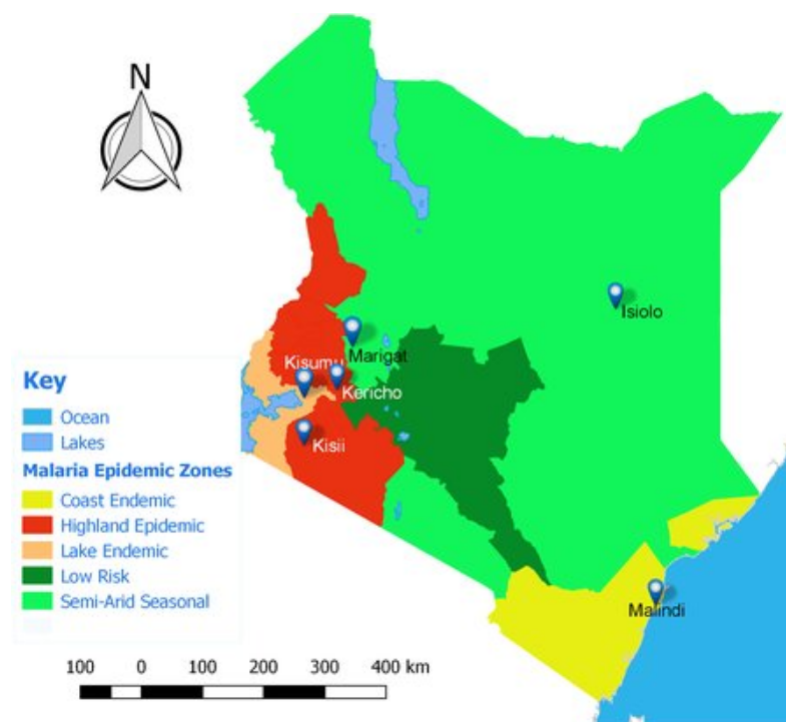 N
Isiolo
Marigat
Kisumu
Kericho
Kisii
Malindi
Key
Ocean
Lakes
Malaria Epidemic Zones
Coast Endemic
Highland Epidemic
Lake Endemic
Low Risk
Semi-Arid Seasonal
100 0 100 200 300 400 km